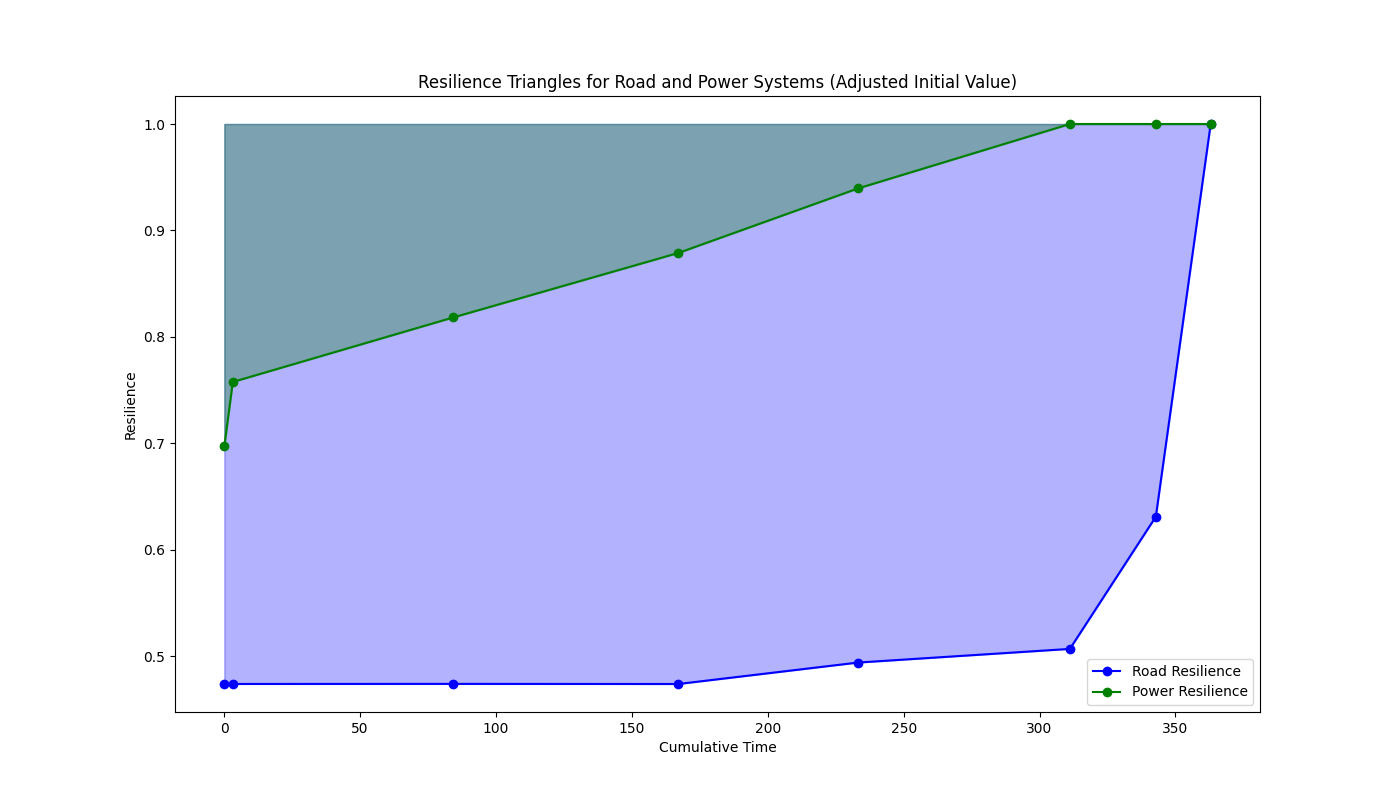 Resilience Triangles for Road and Power Systems (Adjusted Initial Value)
1.0
0.9
0.8
0.7
0.6
0.5
Resilience
0
50
100
150
200
250
300
350
Cumulative Time
Road Resilience
Power Resilience